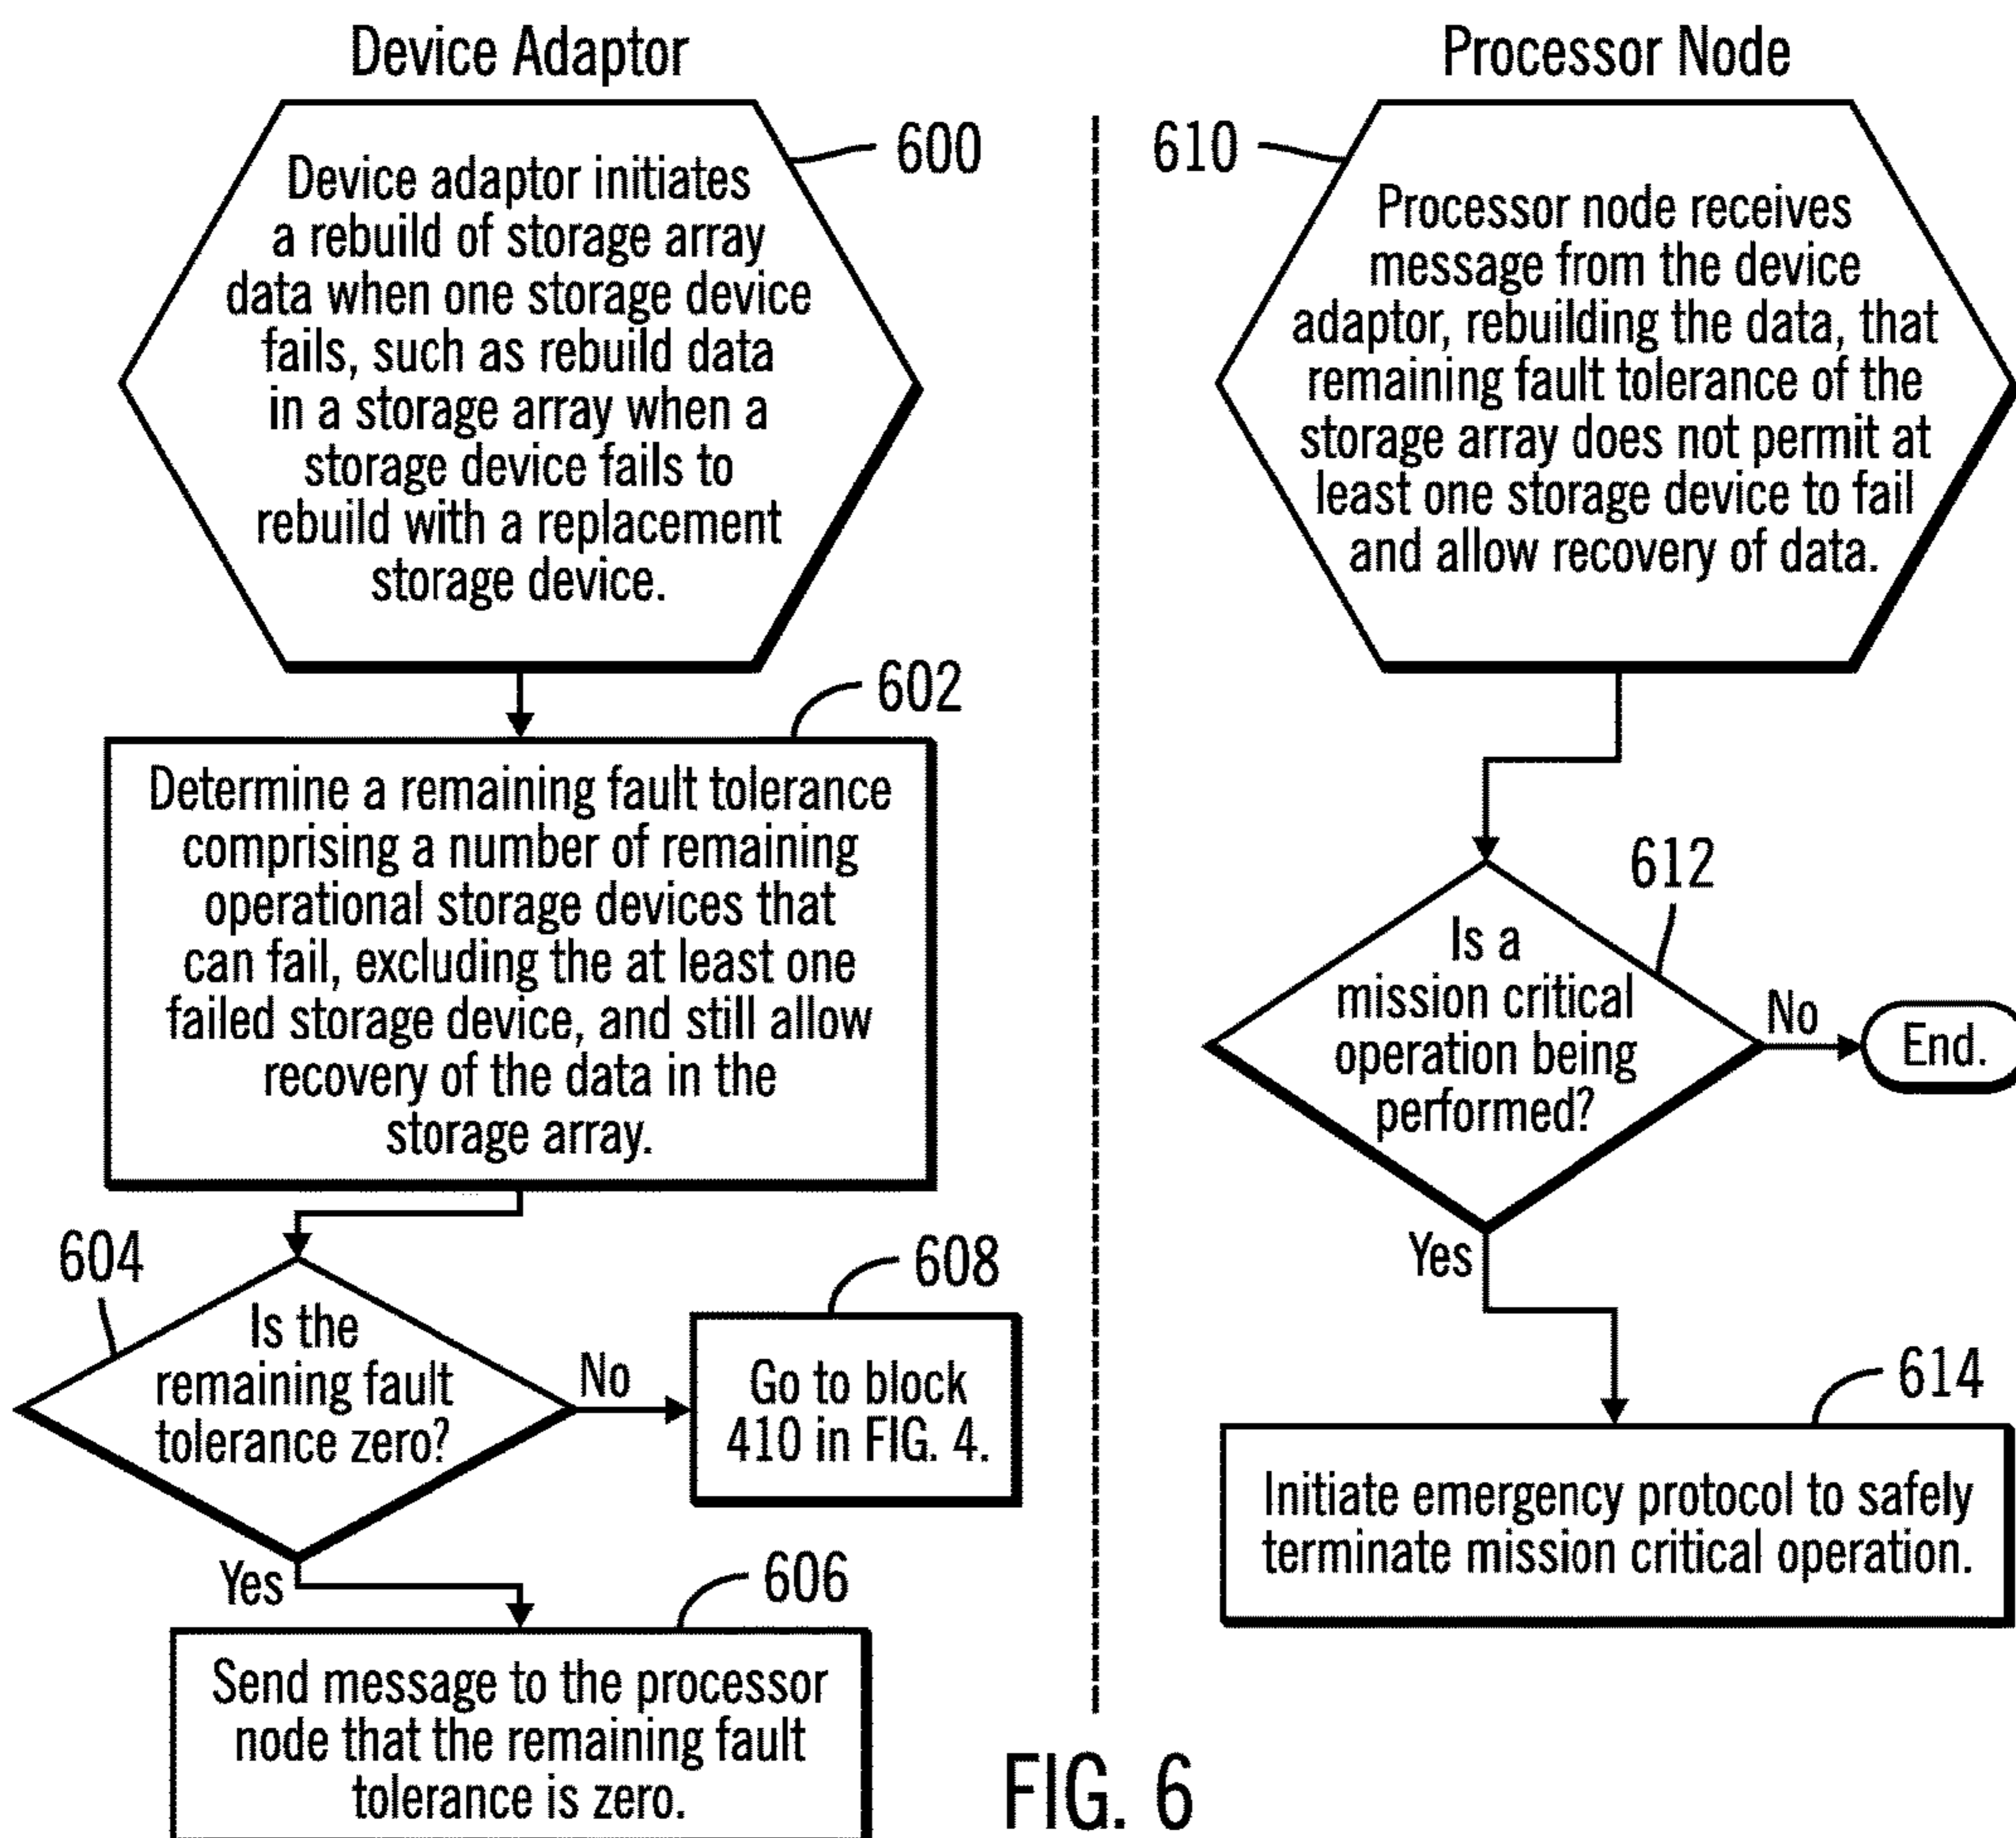 Device Adaptor
600
Device adaptor initiates
a rebuild of storage array
data when one storage device
fails, such as rebuild data
in a storage array when a
storage device fails to
rebuild with a replacement
storage device.
602
Determine a remaining fault tolerance
comprising a number of remaining
operational storage devices that
can fail, excluding the at least one
failed storage device, and still allow
recovery of the data in the
storage array.
604
Is the
remaining fault
tolerance zero?
No
608
Go to block
410 in FIG. 4.
Yes
606
Send message to the processor
node that the remaining fault
tolerance is zero.
Processor Node
610
Processor node receives
message from the device
adaptor, rebuilding the data, that
remaining fault tolerance of the
storage array does not permit at
least one storage device to fail
and allow recovery of data.
612
Is a
mission critical
operation being
performed?
No
End.
Yes
614
Initiate emergency protocol to safely
terminate mission critical operation.
FIG. 6